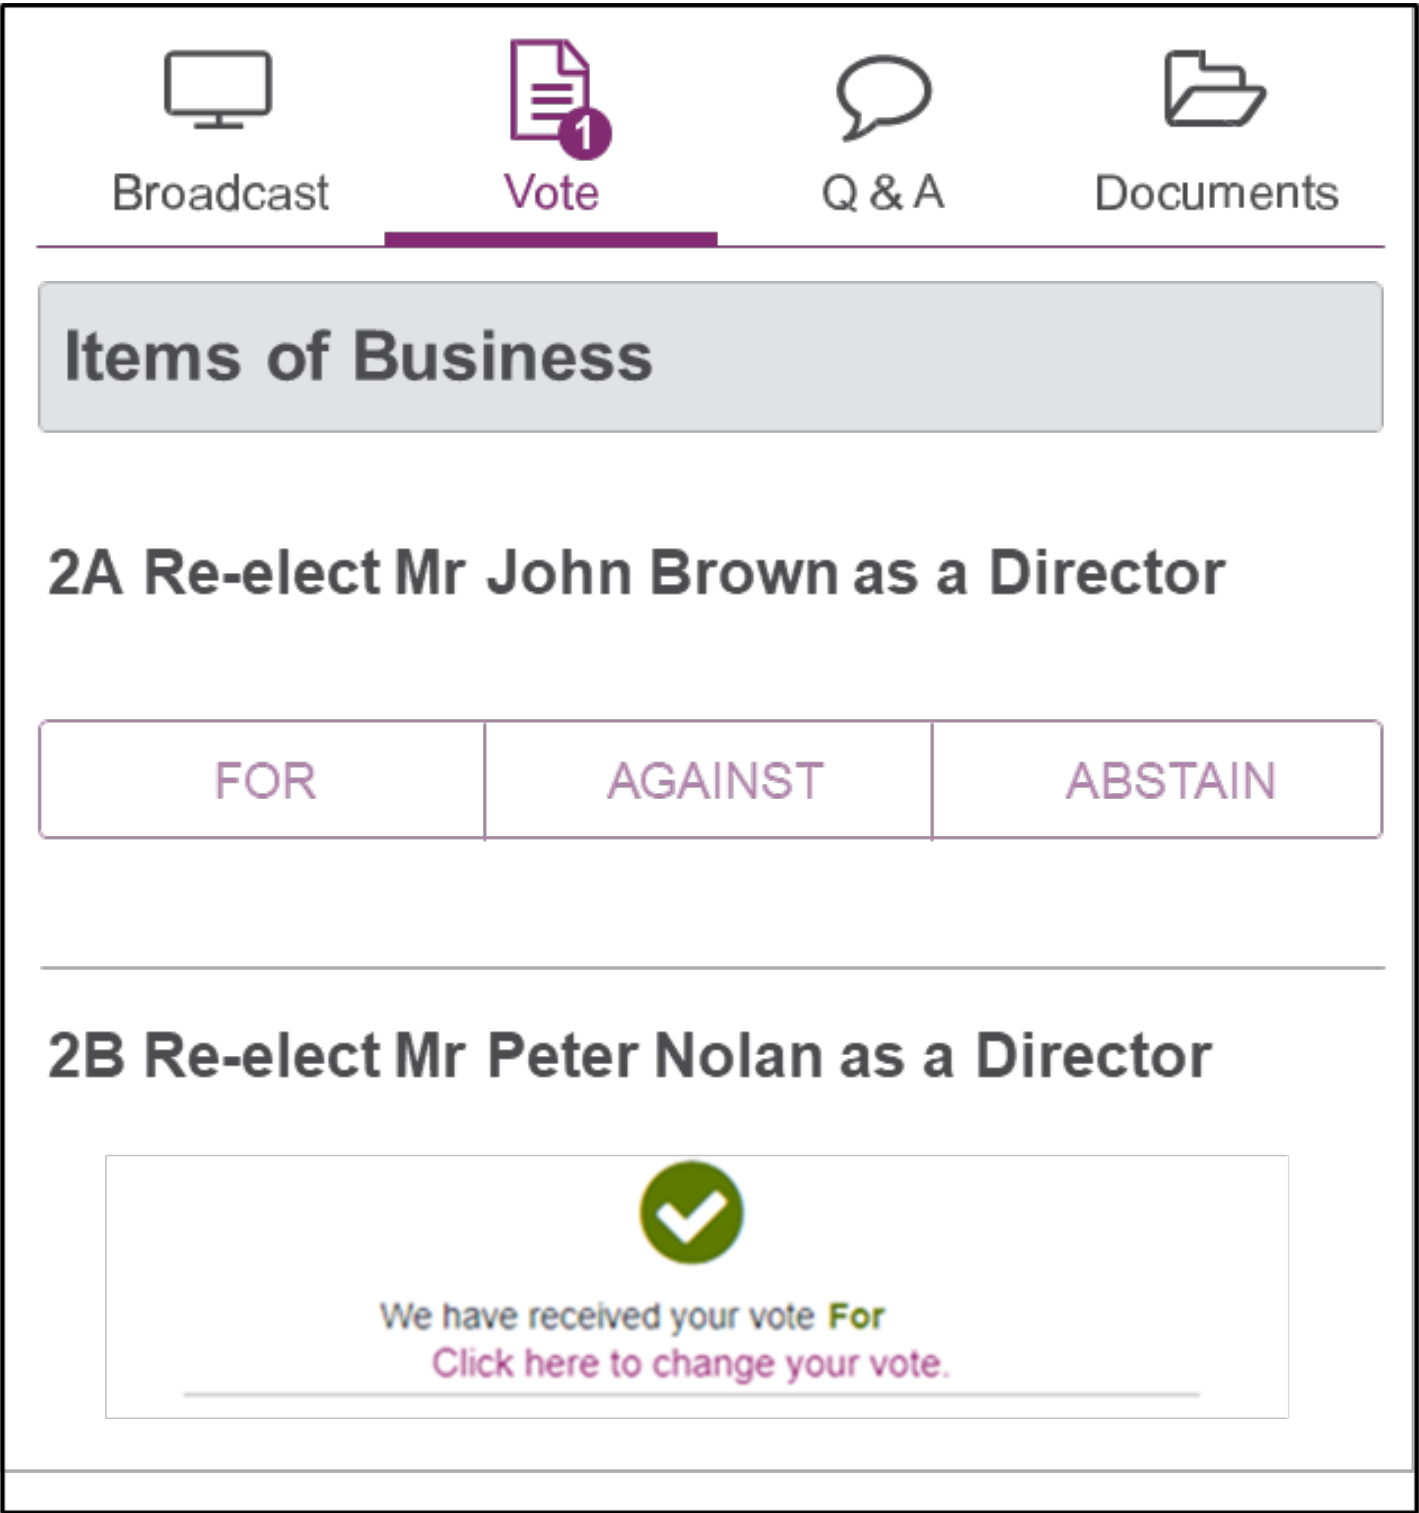 1
Broadcast Vote Q & A Documents
Items of Business
2A Re-elect Mr John Brown as a Director
FOR AGAINST ABSTAIN
2B Re-elect Mr Peter Nolan as a Director
We have received your vote For
Click here to change your vote.